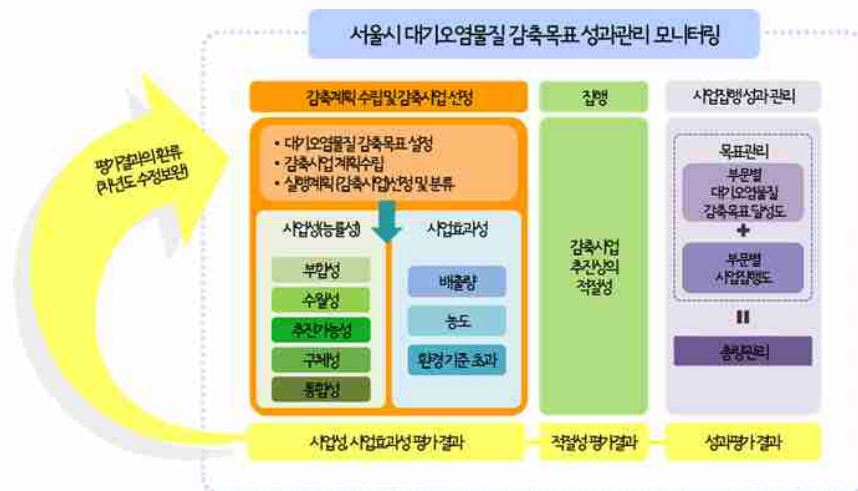 서울시 대기오염물질 감축목표 성과관리 모니터링
감축계획 수립 및 감축사업 선정
집행
사업집행 성과 관리
평가결과의 환류
(차년도 수정보완)
• 대기오염물질 감축목표 설정
• 감축사업 계획수립
• 실행계획(감축사업)선정 및 분류
사업성(능률성)
부합성
수월성
추진가능성
구체성
통합성
사업효과성
배출량
농도
환경기준 초과
감축사업
추진상의
적절성
목표관리
부문별
대기오염물질
감축목표 달성도
+
부문별
사업집행도
=
총량관리
사업성, 사업효과성 평가 결과
적절성 평가결과
성과평가 결과